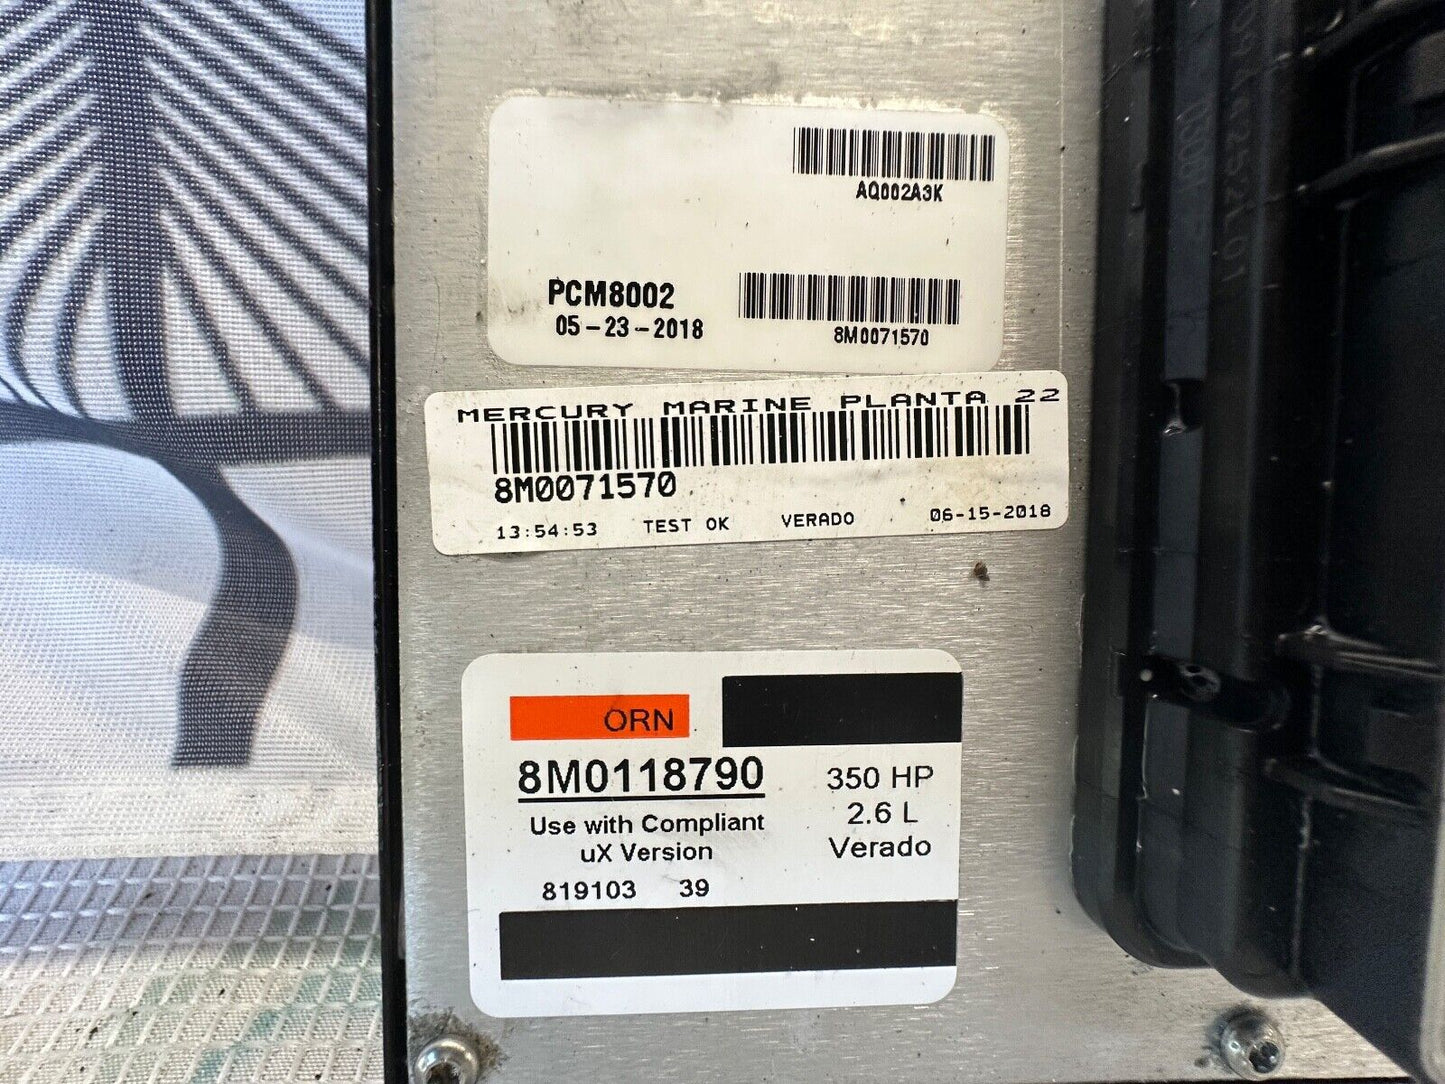 AQ002A3K
PCM8002
05-23-2018
8M0071570
MERCURY MARINE PLANTA 22
8M0071570
13:54:53 TEST OK VERADO 06-15-2018
ORN
8M0118790
350 HP
2.6 L
Verado
Use with Compliant
uX Version
819103 39